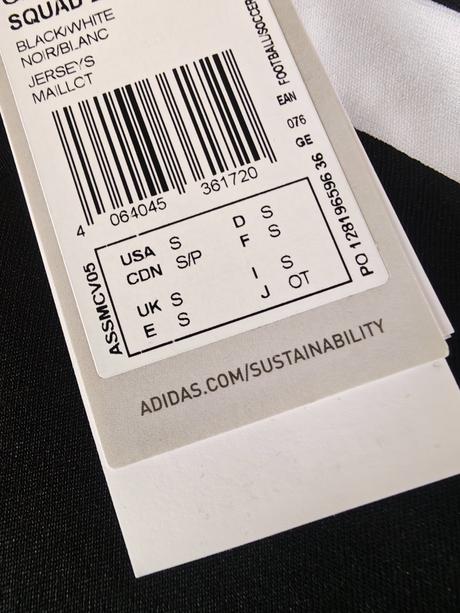 SQUAD
BLACK/WHITE
NOIR/BLANC
JERSEYS
MAILLOT
FOOTBALL/SOCCER
EAN
076
GE
4 064045 361720
USA S D S
CDN S/P F S
UK S I S
E S J OT
ASSMCV05
PO 128196596 36
ADIDAS.COM/SUSTAINABILITY